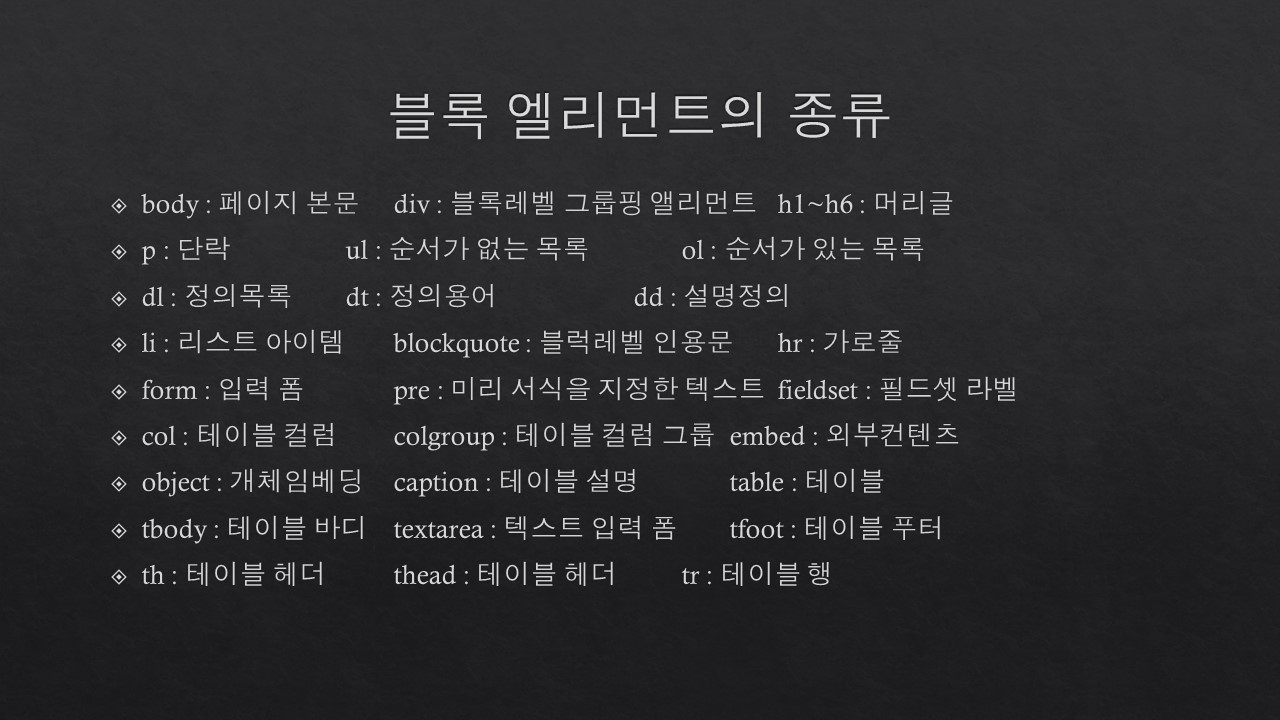 블록 엘리먼트의 종류
body : 페이지 본문 div : 블록레벨 그룹핑 앨리먼트 h1~h6 : 머리글
p : 단락 ul : 순서가 없는 목록 ol : 순서가 있는 목록
dl : 정의목록 dt : 정의용어 dd : 설명정의
li : 리스트 아이템 blockquote : 블럭레벨 인용문 hr : 가로줄
form : 입력 폼 pre : 미리 서식을 지정한 텍스트 fieldset : 필드셋 라벨
col : 테이블 컬럼 colgroup : 테이블 컬럼 그룹 embed : 외부컨텐츠
object : 개체임베딩 caption : 테이블 설명 table : 테이블
tbody : 테이블 바디 textarea : 텍스트 입력 폼 tfoot : 테이블 푸터
th : 테이블 헤더 thead : 테이블 헤더 tr : 테이블 행